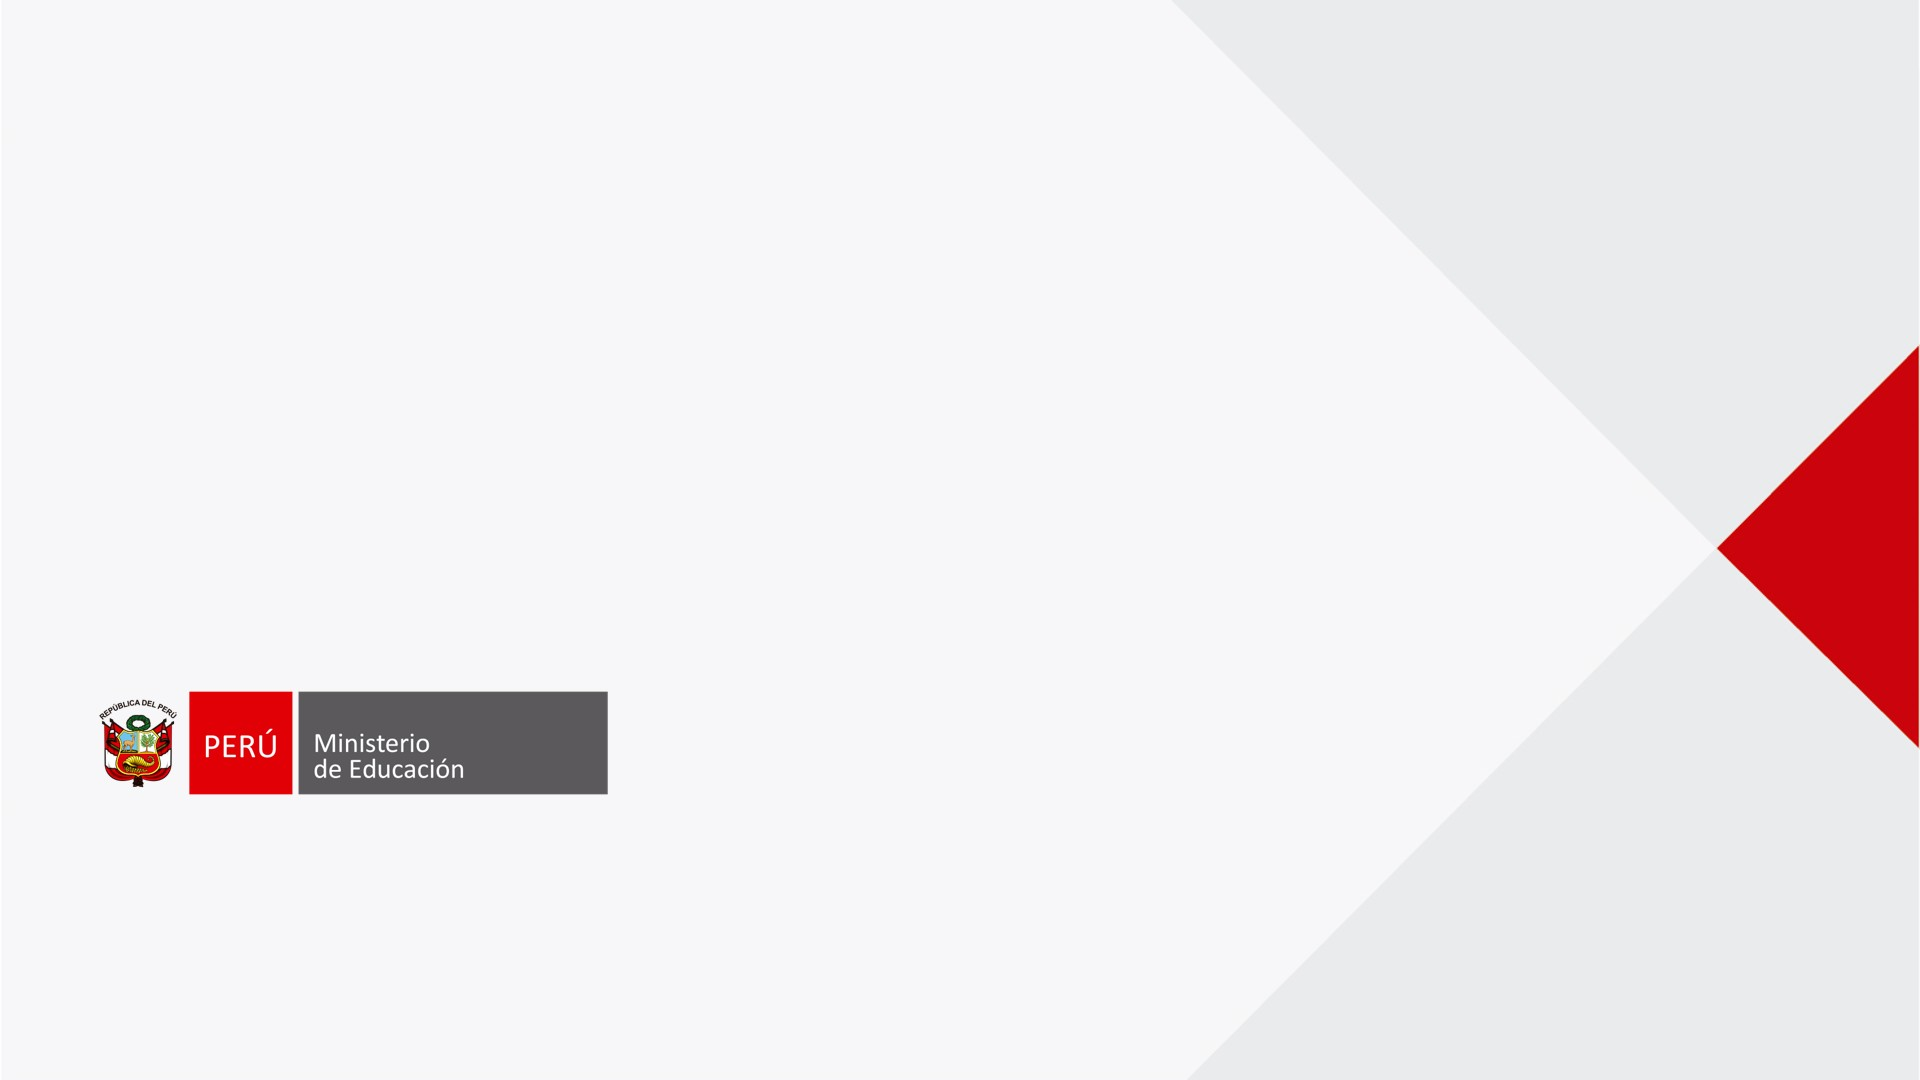 REPÚBLICA DEL PERÚ
PERÚ
Ministerio
de Educación